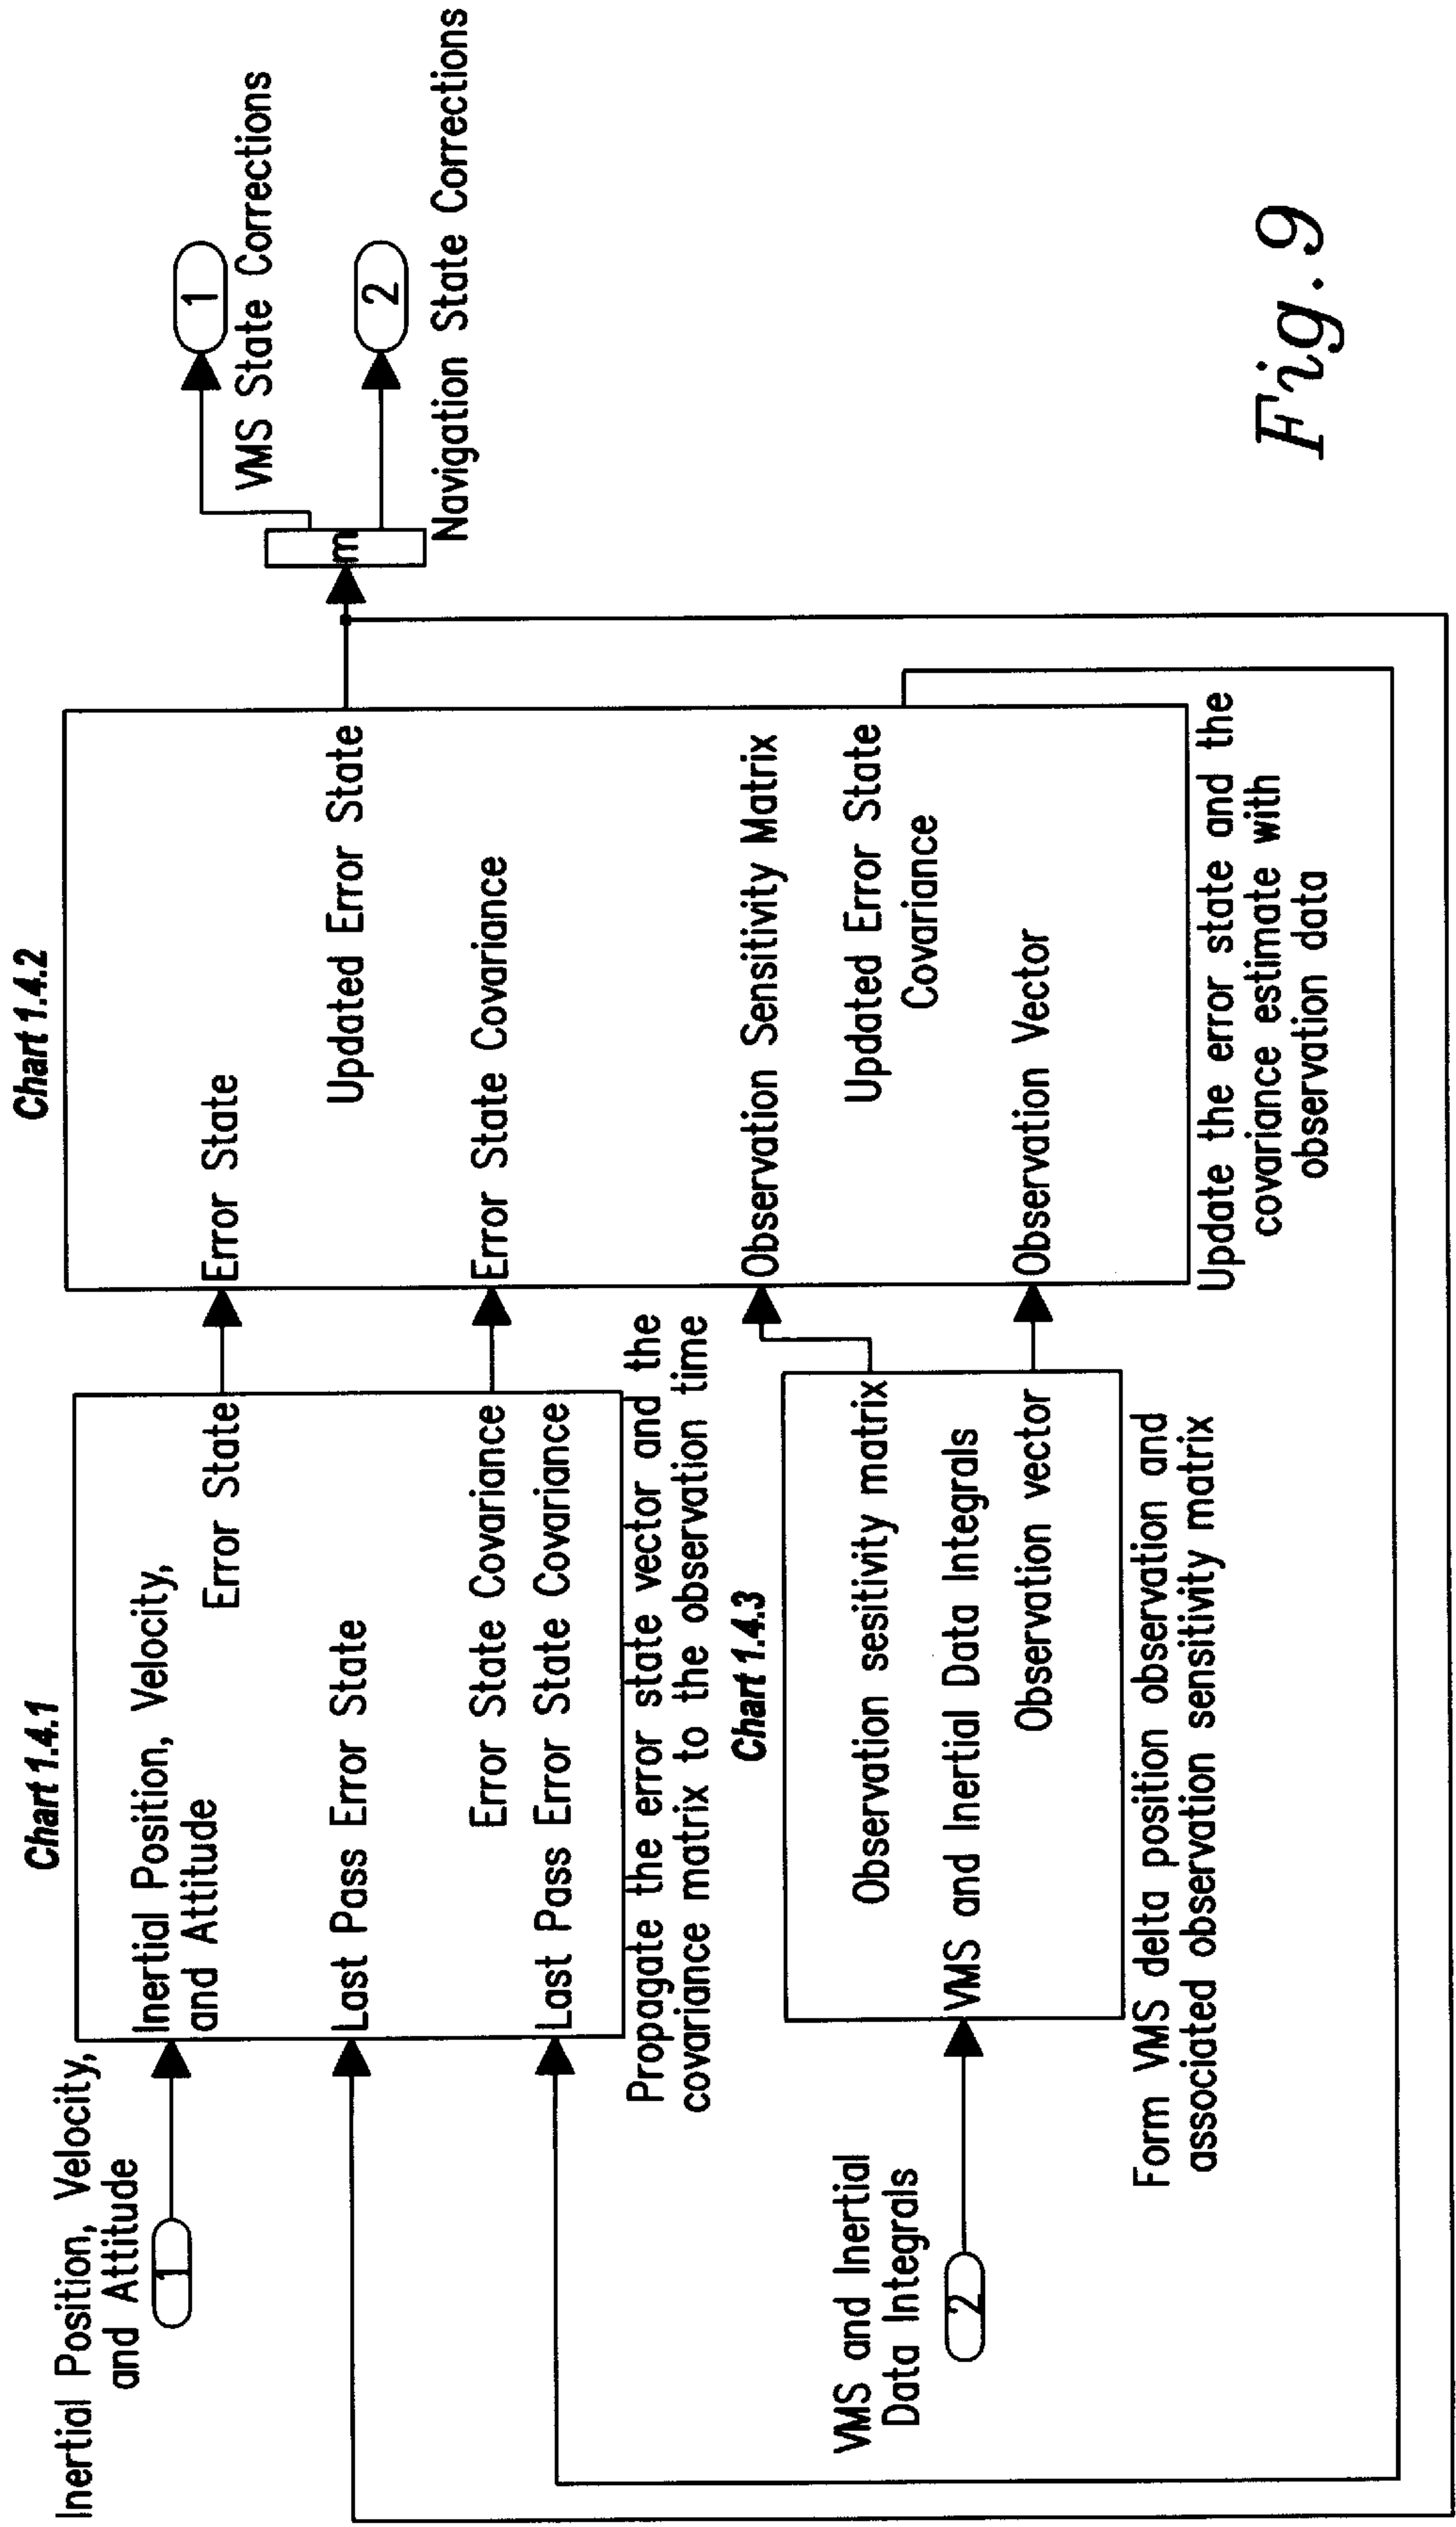 Chart 1.4.2
Chart 1.4.1
Inertial Position, Velocity,
and Attitude
1
Inertial Position, Velocity,
and Attitude
Error State
Last Pass Error State
Error State Covariance
Last Pass Error State Covariance
Propagate the error state vector and the
covariance matrix to the observation time
Chart 1.4.3
VMS and Inertial
Data Integrals
2
Observation sesitivity matrix
VMS and Inertial Data Integrals
Observation vector
Form VMS delta position observation and
associated observation sensitivity matrix
Error State
Updated Error State
Error State Covariance
Observation Sensitivity Matrix
Updated Error State
Covariance
Observation Vector
Update the error state and the
covariance estimate with
observation data
m
1
VMS State Corrections
2
Navigation State Corrections
Fig. 9